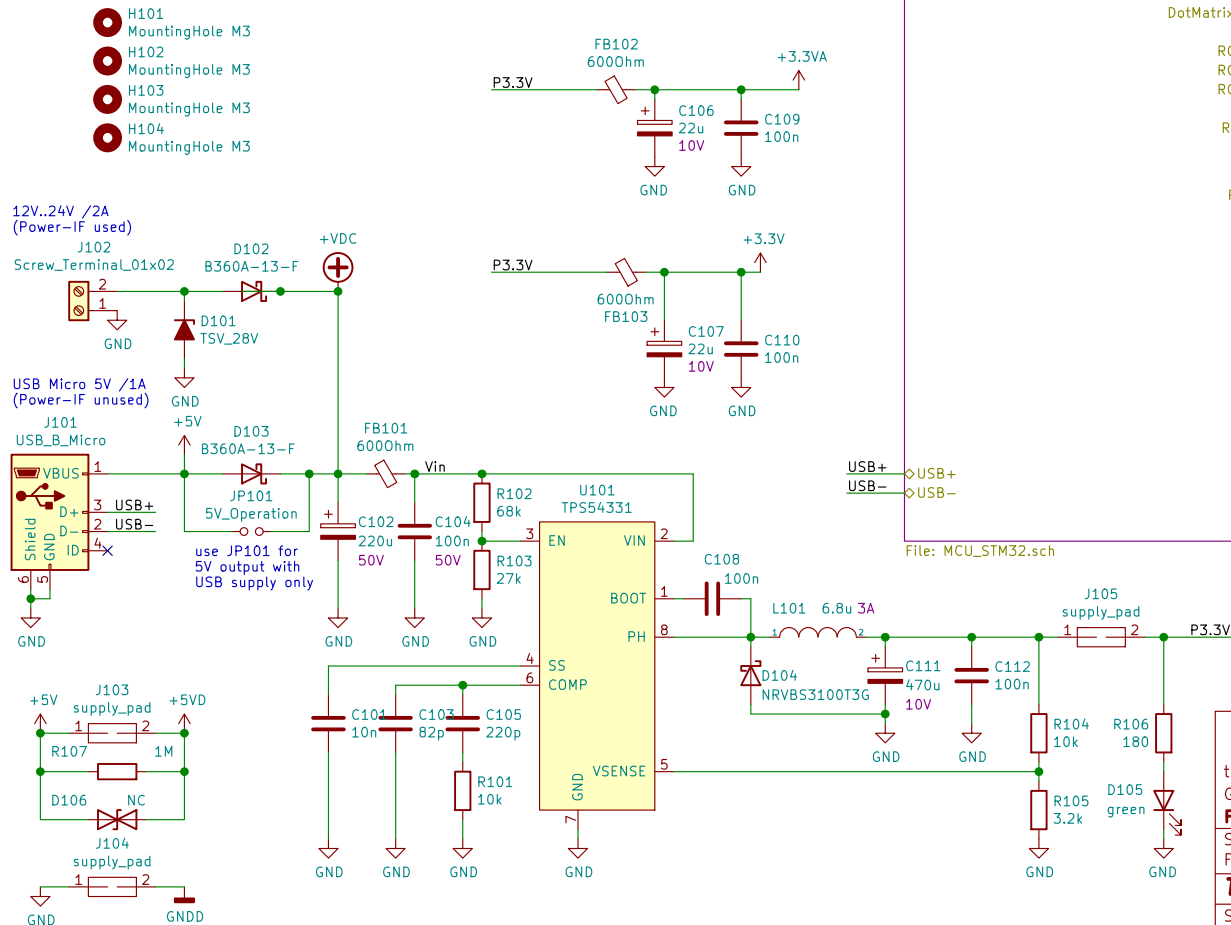 H101
MountingHole M3
H102
MountingHole M3
H103
MountingHole M3
H104
MountingHole M3
FB102
600Ohm
P3.3V
+3.3VA
+
C106
22u
10V
C109
100n
GND
GND
DotMatrix
12V..24V /2A
(Power-IF used)
J102
Screw_Terminal_01x02
2
1
GND
D102
B360A-13-F
+VDC
D101
TSV_28V
GND
P3.3V
600Ohm
FB103
+3.3V
+
C107
22u
10V
C110
100n
GND
GND
USB Micro 5V /1A
(Power-IF unused)
J101
USB_B_Micro
VBUS
1
D+
3
USB+
D-
2
USB-
ID
4
Shield
GND
6
5
GND
+5V
D103
B360A-13-F
JP101
5V_Operation
use JP101 for
5V output with
USB supply only
FB101
600Ohm
Vin
+
C102
220u
50V
C104
100n
50V
R102
68k
R103
27k
GND
GND
GND
U101
TPS54331
3
EN
VIN
2
BOOT
1
PH
8
4
SS
6
COMP
VSENSE
5
GND
7
GND
USB+
USB-
USB+
USB-
File: MCU_STM32.sch
C108
100n
L101
6.8u
3A
1
2
D104
NRVBS3100T3G
+
C111
470u
10V
C112
100n
GND
GND
J105
supply_pad
1
2
P3.3V
R104
10k
R105
3.2k
GND
R106
180
D105
green
GND
C101
10n
C103
82p
C105
220p
R101
10k
GND
GND
GND
+5V
J103
supply_pad
+5VD
1
2
R107
1M
D106
NC
J104
supply_pad
1
2
GND
GNDD